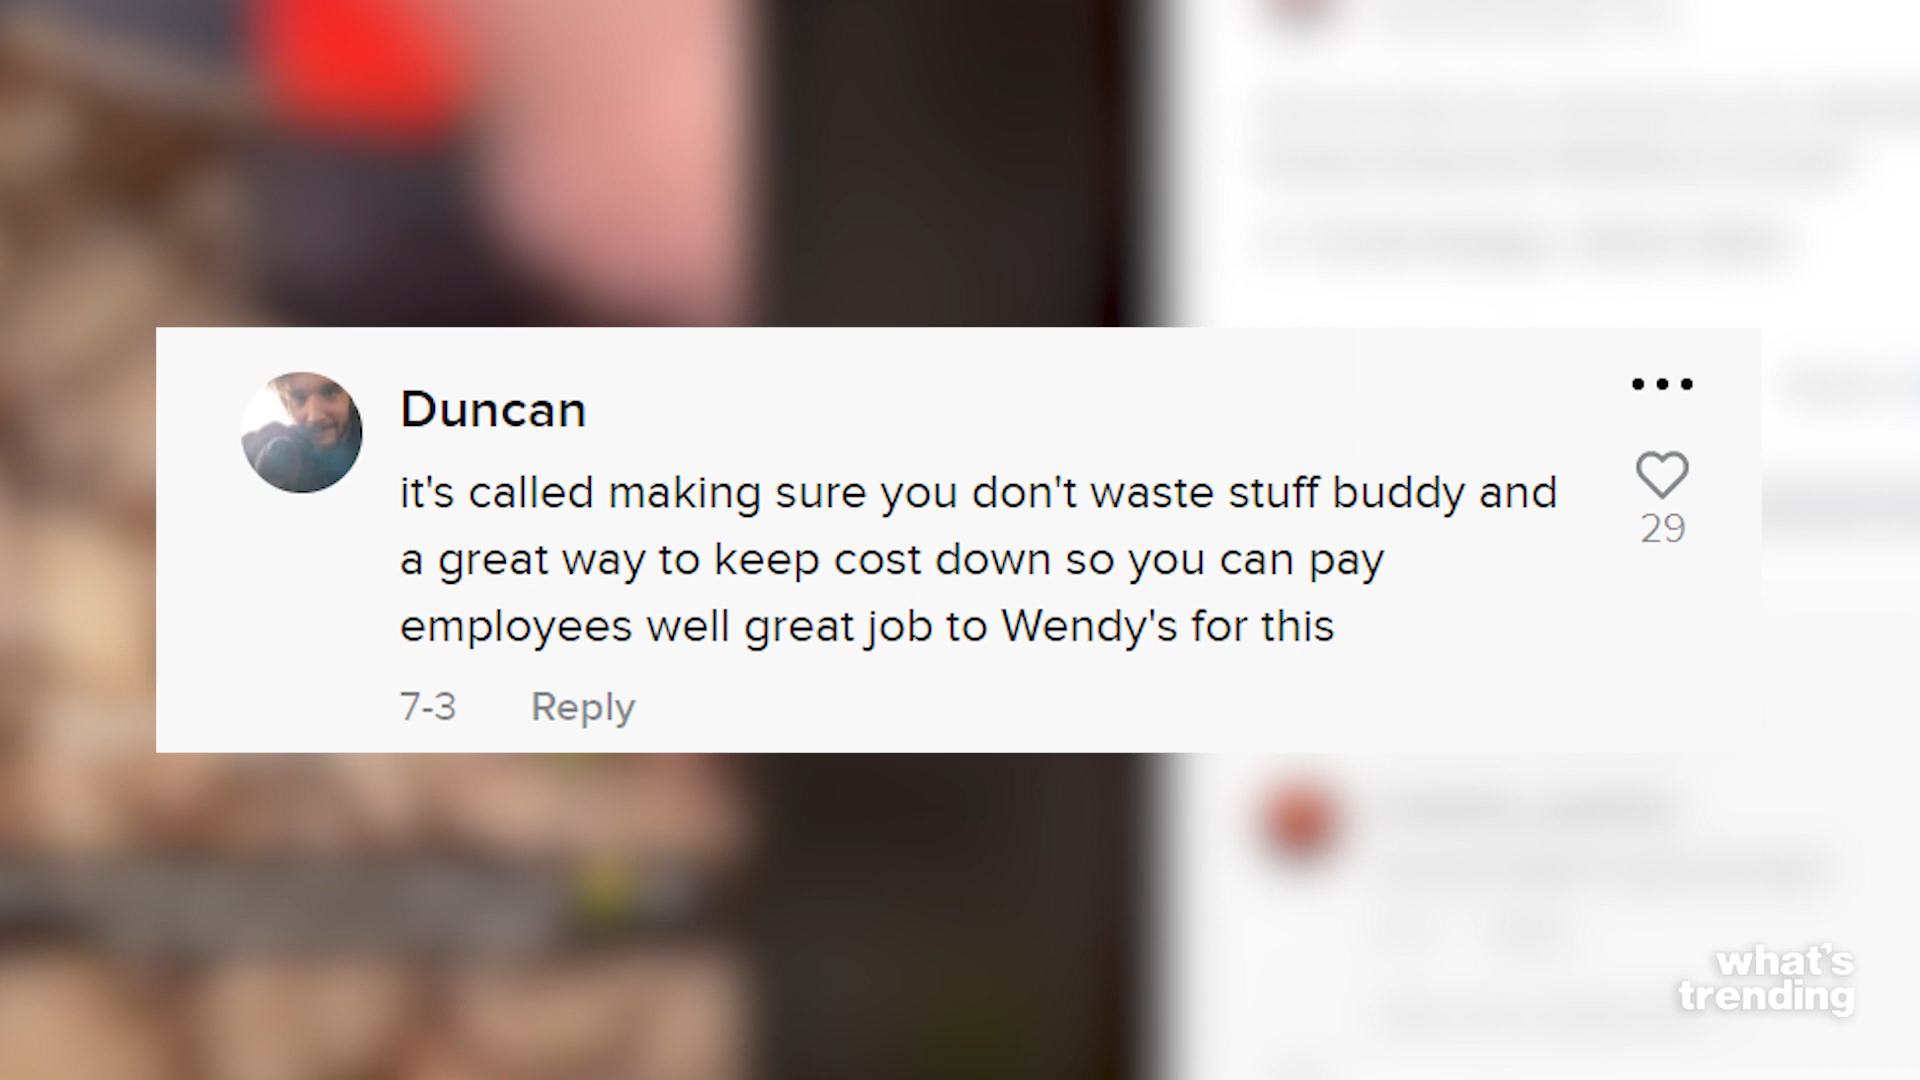 Duncan
it's called making sure you don't waste stuff buddy and
a great way to keep cost down so you can pay
employees well great job to Wendy's for this
29
7-3 Reply
what's
trending